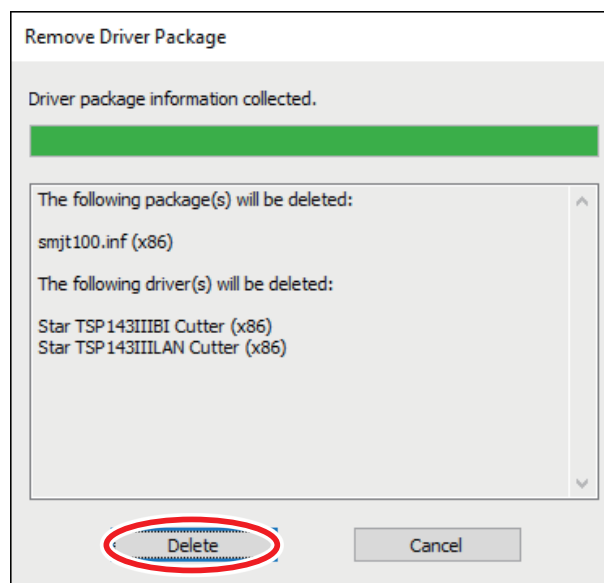 Remove Driver Package
Driver package information collected.
The following package(s) will be deleted:
smjt100.inf (x86)
The following driver(s) will be deleted:
Star TSP143IIIBI Cutter (x86)
Star TSP143IIILAN Cutter (x86)
Delete
Cancel